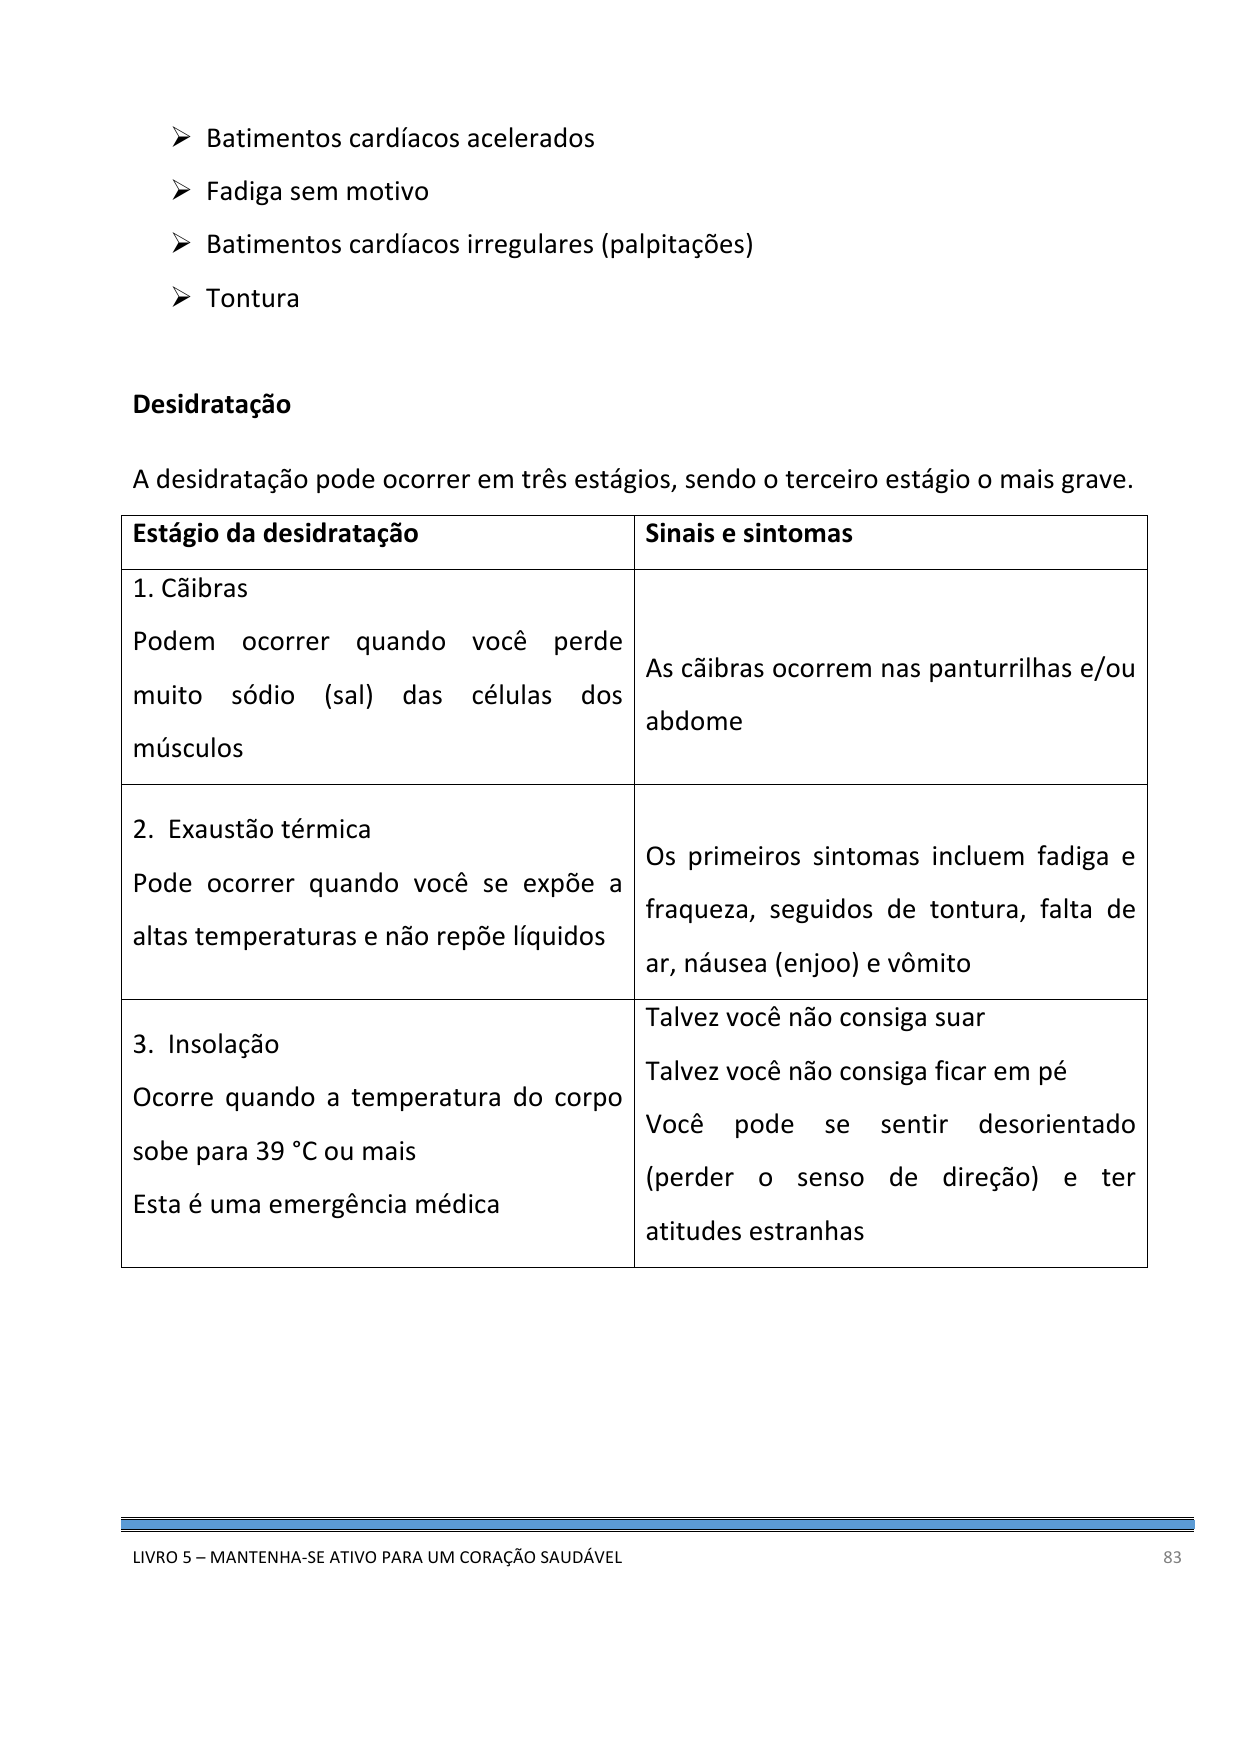 ➢ Batimentos cardíacos acelerados
➢ Fadiga sem motivo
➢ Batimentos cardíacos irregulares (palpitações)
➢ Tontura
Desidratação
A desidratação pode ocorrer em três estágios, sendo o terceiro estágio o mais grave.
Estágio da desidratação
Sinais e sintomas
1. Cãibras
Podem ocorrer quando você perde
muito sódio (sal) das células dos
músculos
As cãibras ocorrem nas panturrilhas e/ou
abdome
2. Exaustão térmica
Pode ocorrer quando você se expõe a
altas temperaturas e não repõe líquidos
Os primeiros sintomas incluem fadiga e
fraqueza, seguidos de tontura, falta de
ar, náusea (enjoo) e vômito
3. Insolação
Ocorre quando a temperatura do corpo
sobe para 39 °C ou mais
Esta é uma emergência médica
Talvez você não consiga suar
Talvez você não consiga ficar em pé
Você pode se sentir desorientado
(perder o senso de direção) e ter
atitudes estranhas
LIVRO 5 – MANTENHA-SE ATIVO PARA UM CORAÇÃO SAUDÁVEL
83